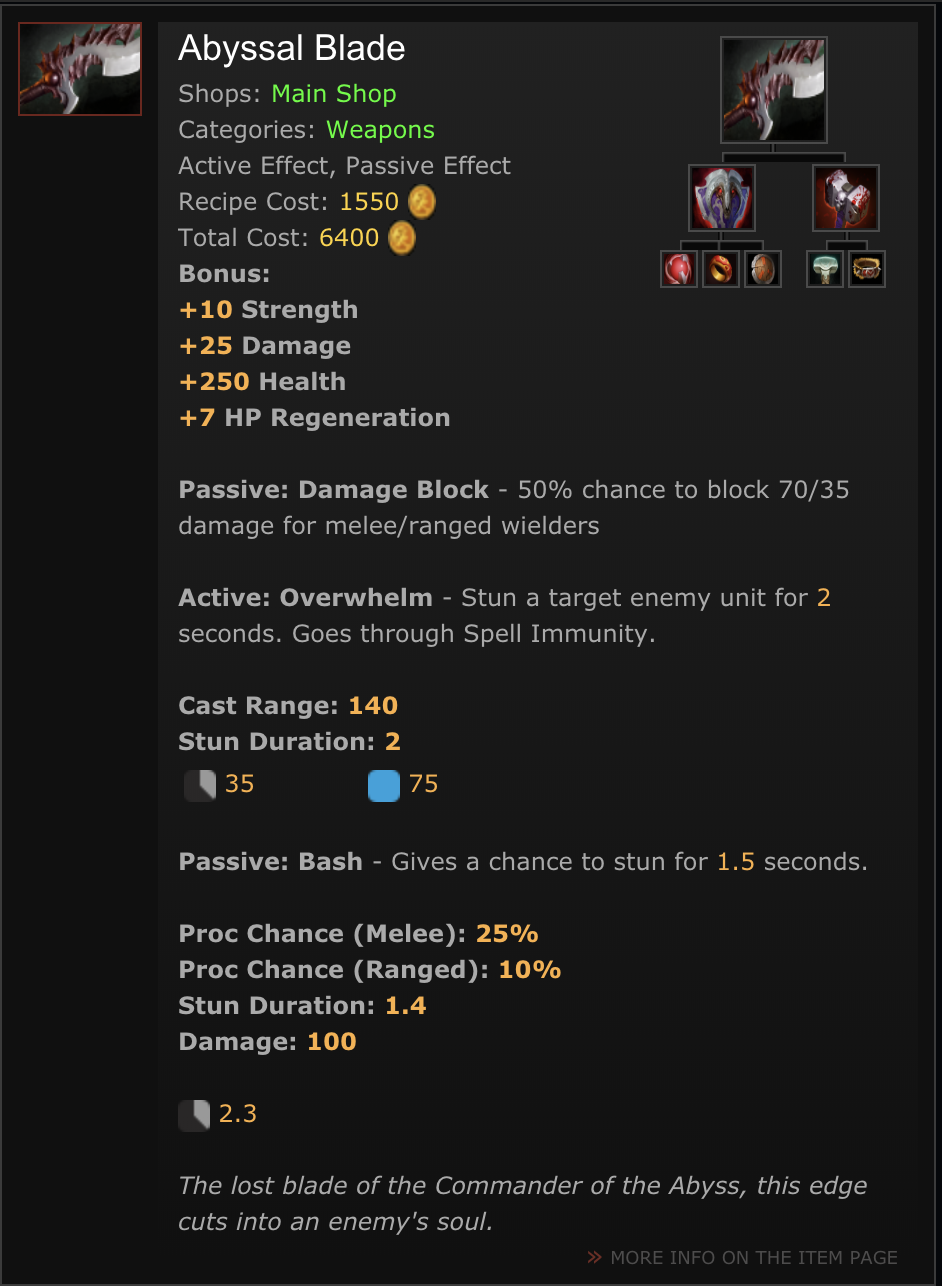 Abyssal Blade
Shops: Main Shop
Categories: Weapons
Active Effect, Passive Effect
Recipe Cost: 1550
Total Cost: 6400
Bonus:
+10 Strength
+25 Damage
+250 Health
+7 HP Regeneration
Passive: Damage Block - 50% chance to block 70/35
damage for melee/ranged wielders
Active: Overwhelm - Stun a target enemy unit for 2
seconds. Goes through Spell Immunity.
Cast Range: 140
Stun Duration: 2
35 75
Passive: Bash - Gives a chance to stun for 1.5 seconds.
Proc Chance (Melee): 25%
Proc Chance (Ranged): 10%
Stun Duration: 1.4
Damage: 100
2.3
The lost blade of the Commander of the Abyss, this edge
cuts into an enemy's soul.
» MORE INFO ON THE ITEM PAGE